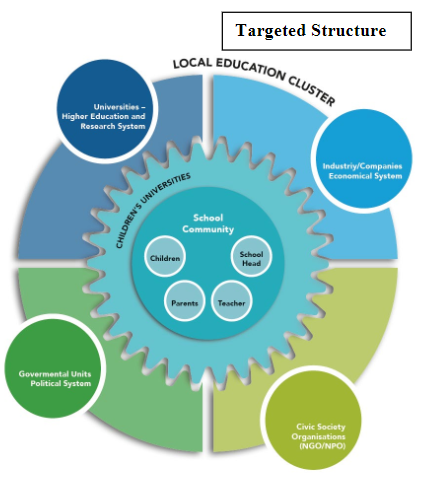 Targeted Structure
LOCAL EDUCATION CLUSTER
Universities –
Higher Education and
Research System
Industriy/Companies
Economical System
CHILDREN'S UNIVERSITIES
School
Community
Children
School
Head
Parents
Teacher
Govermental Units
Political System
Civic Society
Organisations
(NGO/NPO)